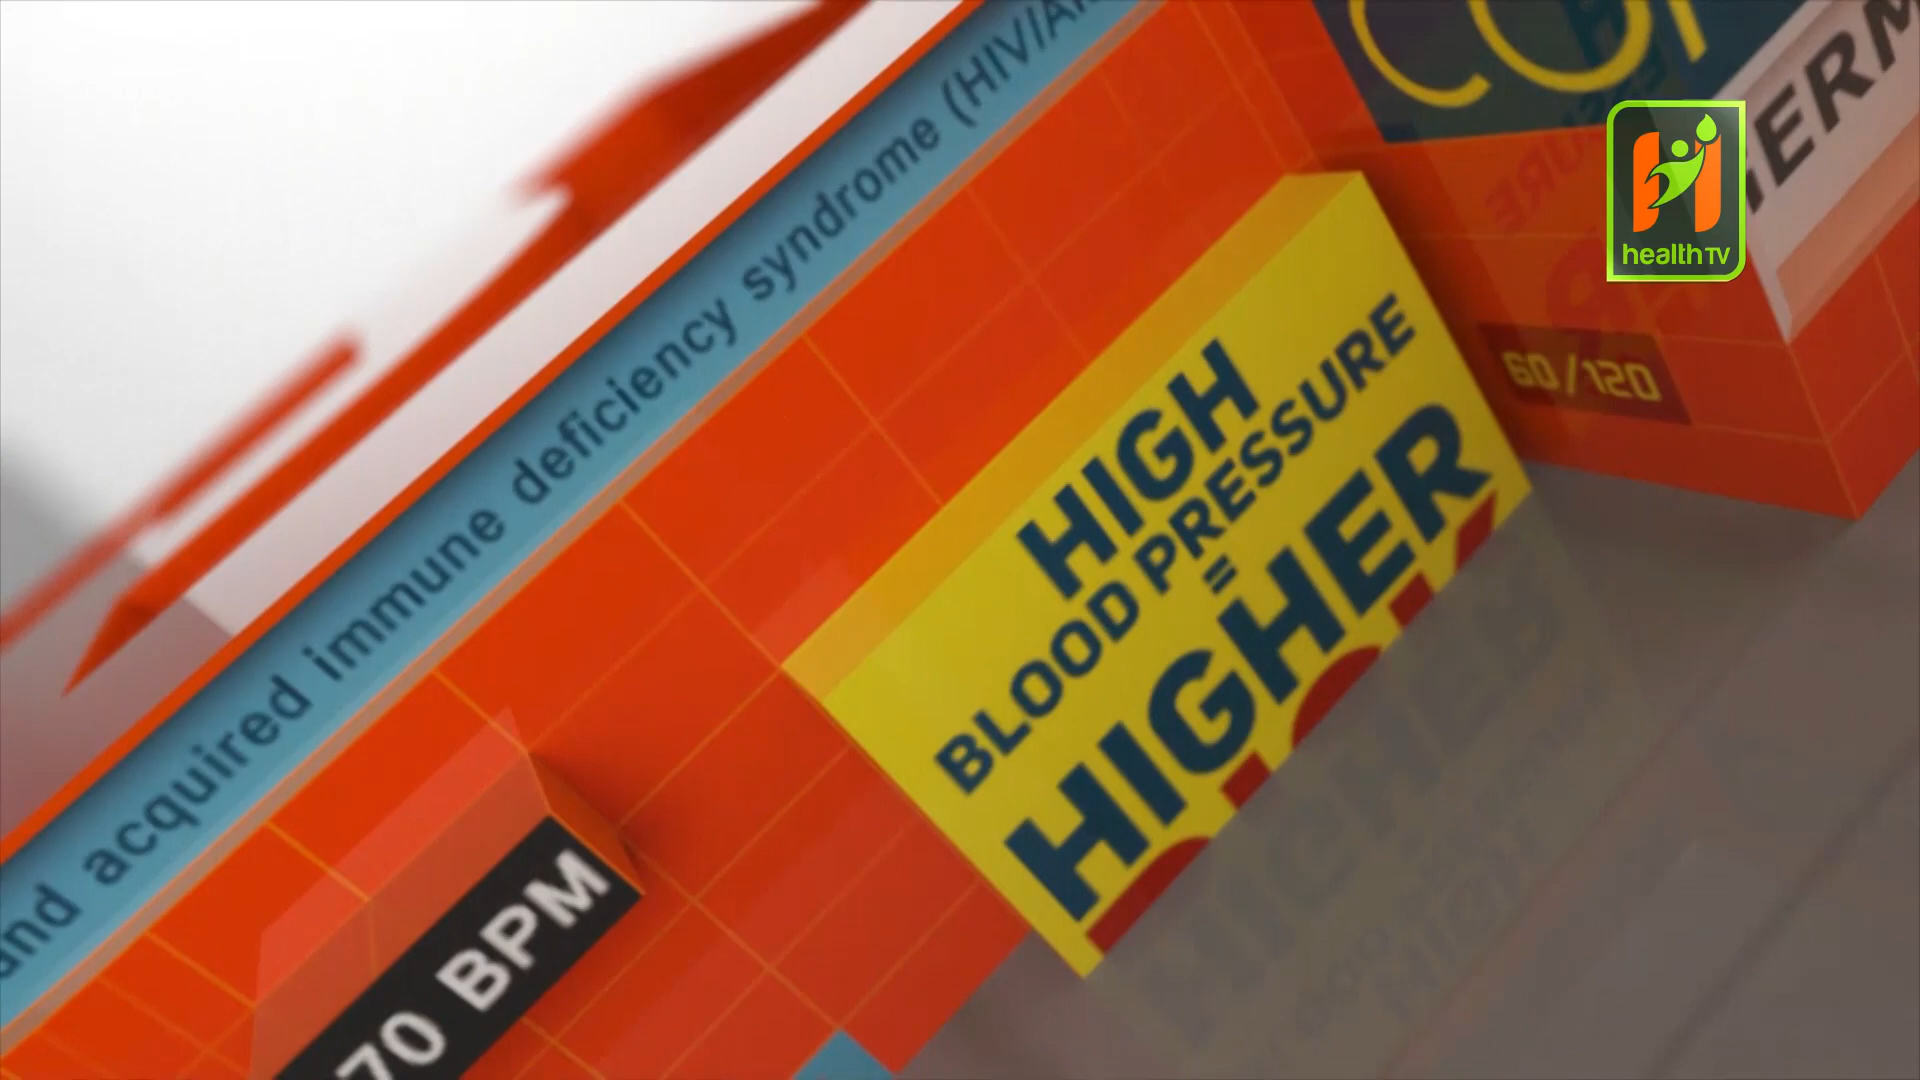 and acquired immune deficiency syndrome (HIV/A
HIGH
BLOOD PRESSURE
=
HIGHER
60/120
70 BPM
health TV